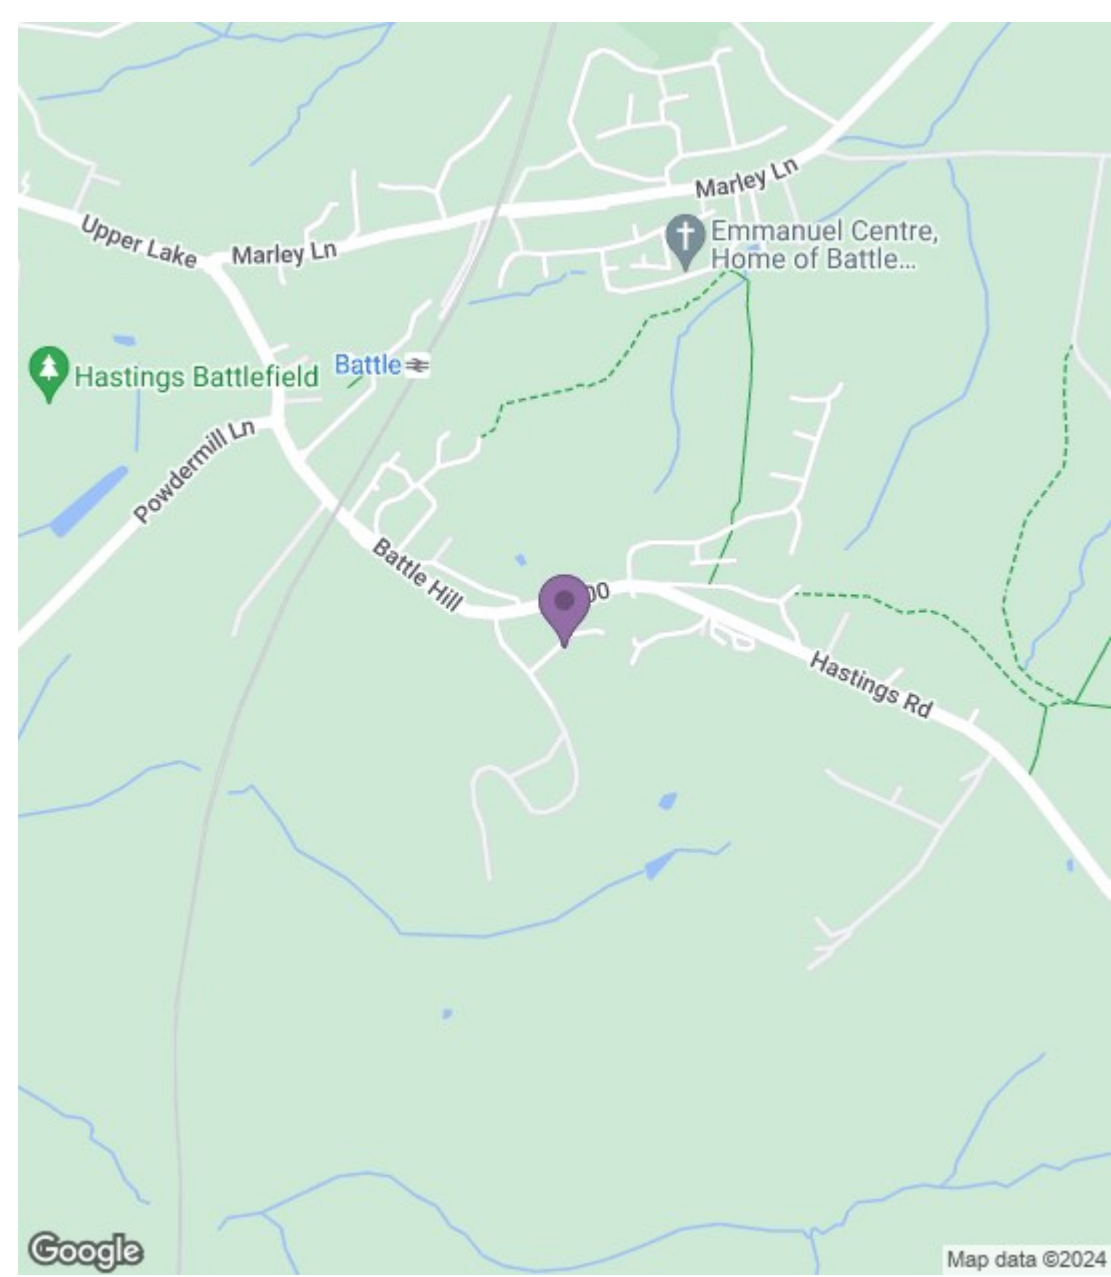 Marley Ln
Upper Lake
Marley Ln
Emmanuel Centre,
Home of Battle...
Battle
Hastings Battlefield
Powdermill Ln
Battle Hill
00
Hastings Rd
Google
Map data ©2024